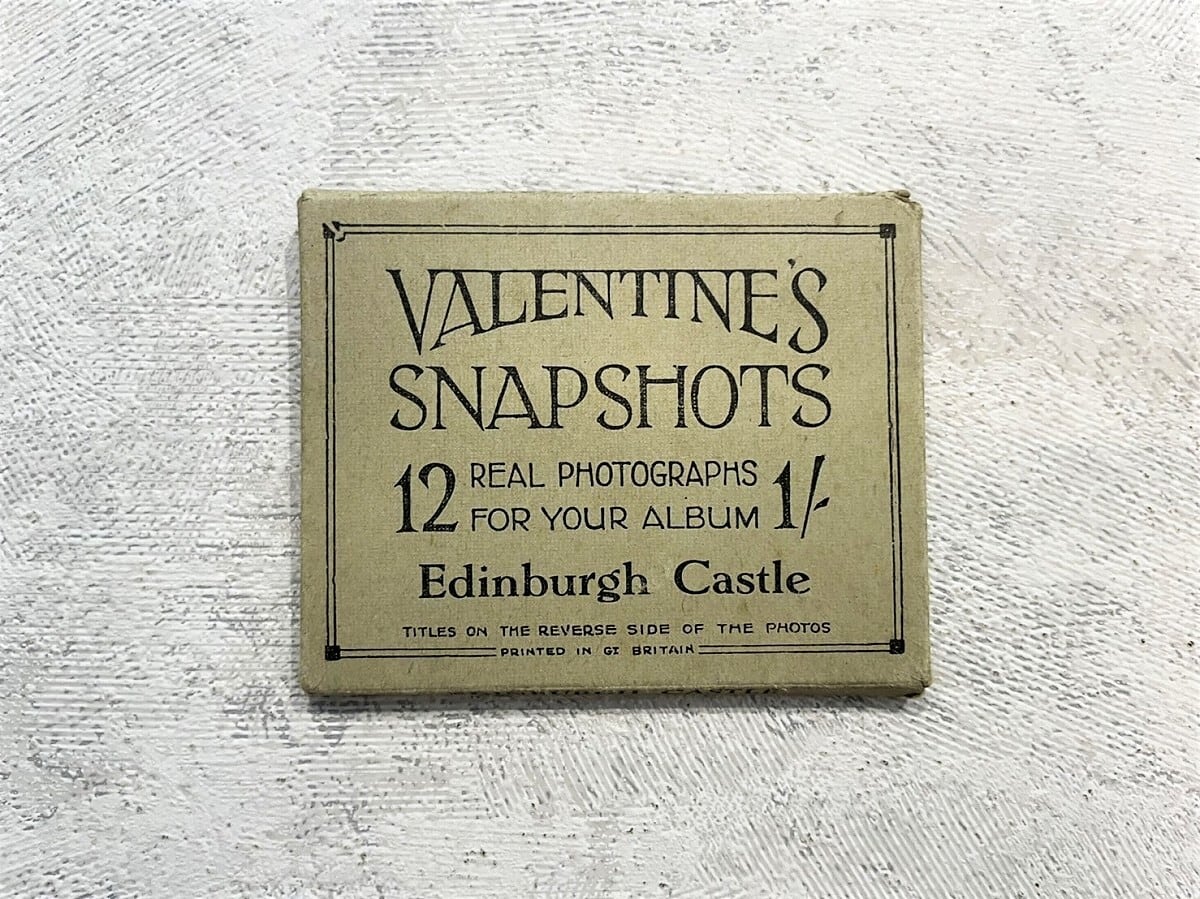 VALENTINE'S
SNAPSHOTS
12 REAL PHOTOGRAPHS
FOR YOUR ALBUM 1/-
Edinburgh Castle
TITLES ON THE REVERSE SIDE OF THE PHOTOS
PRINTED IN GT BRITAIN